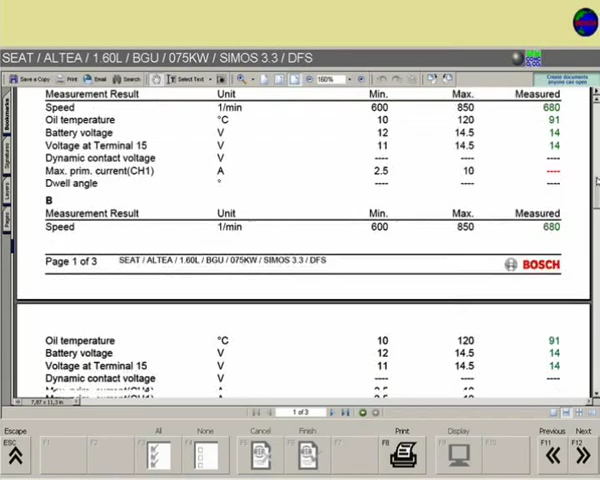 SEAT / ALTEA / 1.60L / BGU / 075KW / SIMOS 3.3 / DFS
Save a Copy Print Email Search Select Text 160% Create documents
anyone can open
Bookmarks
Signatures
Layers
Pages
Measurement Result Unit Min. Max. Measured
Speed 1/min 600 850 680
Oil temperature °C 10 120 91
Battery voltage V 12 14.5 14
Voltage at Terminal 15 V 11 14.5 14
Dynamic contact voltage V ---- ---- ----
Max. prim. current(CH1) A 2.5 10 ----
Dwell angle ° ---- ---- ----
B
Measurement Result Unit Min. Max. Measured
Speed 1/min 600 850 680
Page 1 of 3 SEAT / ALTEA / 1.60L / BGU / 075KW / SIMOS 3.3 / DFS BOSCH
Oil temperature °C 10 120 91
Battery voltage V 12 14.5 14
Voltage at Terminal 15 V 11 14.5 14
Dynamic contact voltage V ---- ---- ----
1 of 3
Escape All None Cancel Finish Print Display Previous Next
ESC F1 F2 F3 F4 F5 F6 F7 F8 F9 F10 F11 F12